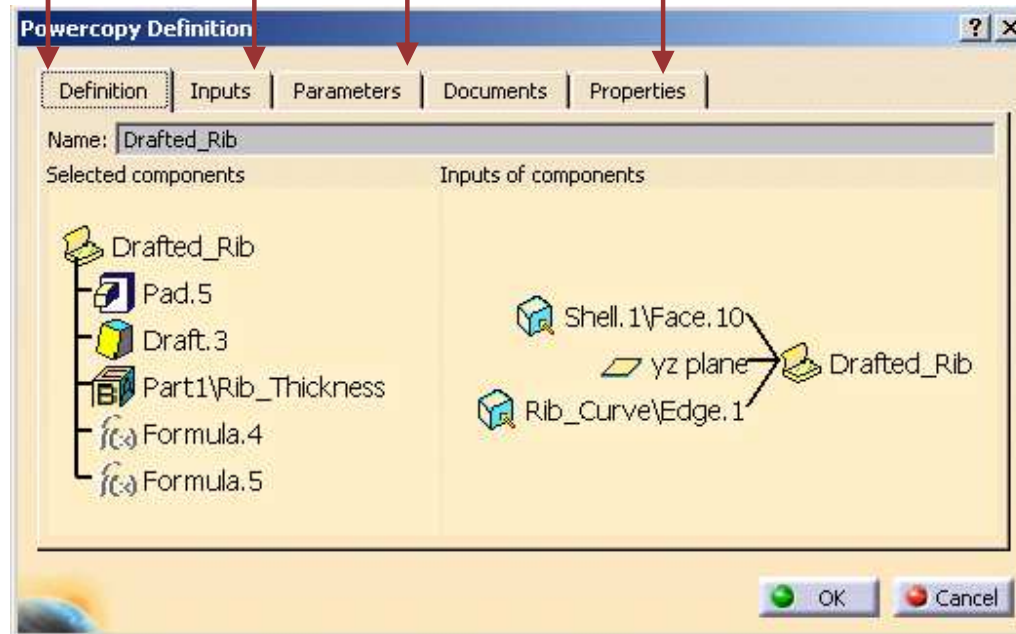 Powercopy Definition
? X
Definition Inputs Parameters Documents Properties
Name: Drafted_Rib
Selected components Inputs of components
Drafted_Rib
Pad.5
Draft.3
Part1\Rib_Thickness
f(x) Formula.4
f(x) Formula.5
Shell.1\Face.10
yz plane
Rib_Curve\Edge.1
Drafted_Rib
OK Cancel